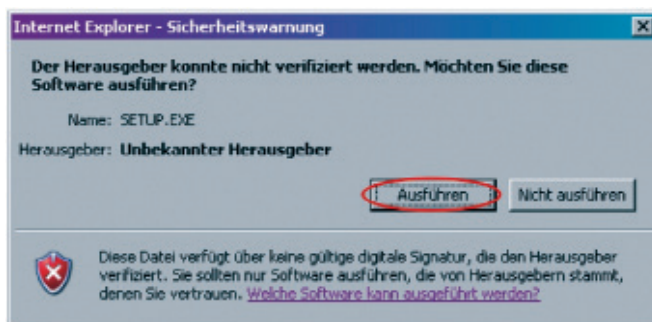 Internet Explorer - Sicherheitswarnung
Der Herausgeber konnte nicht verifiziert werden. Möchten Sie diese
Software ausführen?
Name: SETUP.EXE
Herausgeber: Unbekannter Herausgeber
Ausführen Nicht ausführen
Diese Datei verfügt über keine gültige digitale Signatur, die den Herausgeber
verifiziert. Sie sollten nur Software ausführen, die von Herausgebern stammt,
denen Sie vertrauen. Welche Software kann ausgeführt werden?